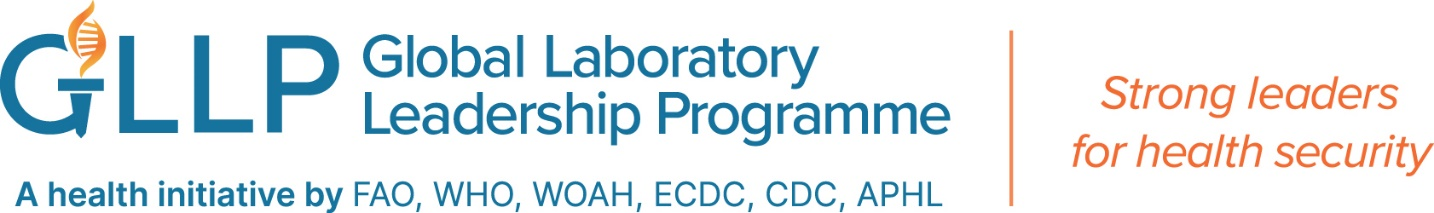 GLLP
Global Laboratory
Leadership Programme
A health initiative by FAO, WHO, WOAH, ECDC, CDC, APHL
Strong leaders
for health security